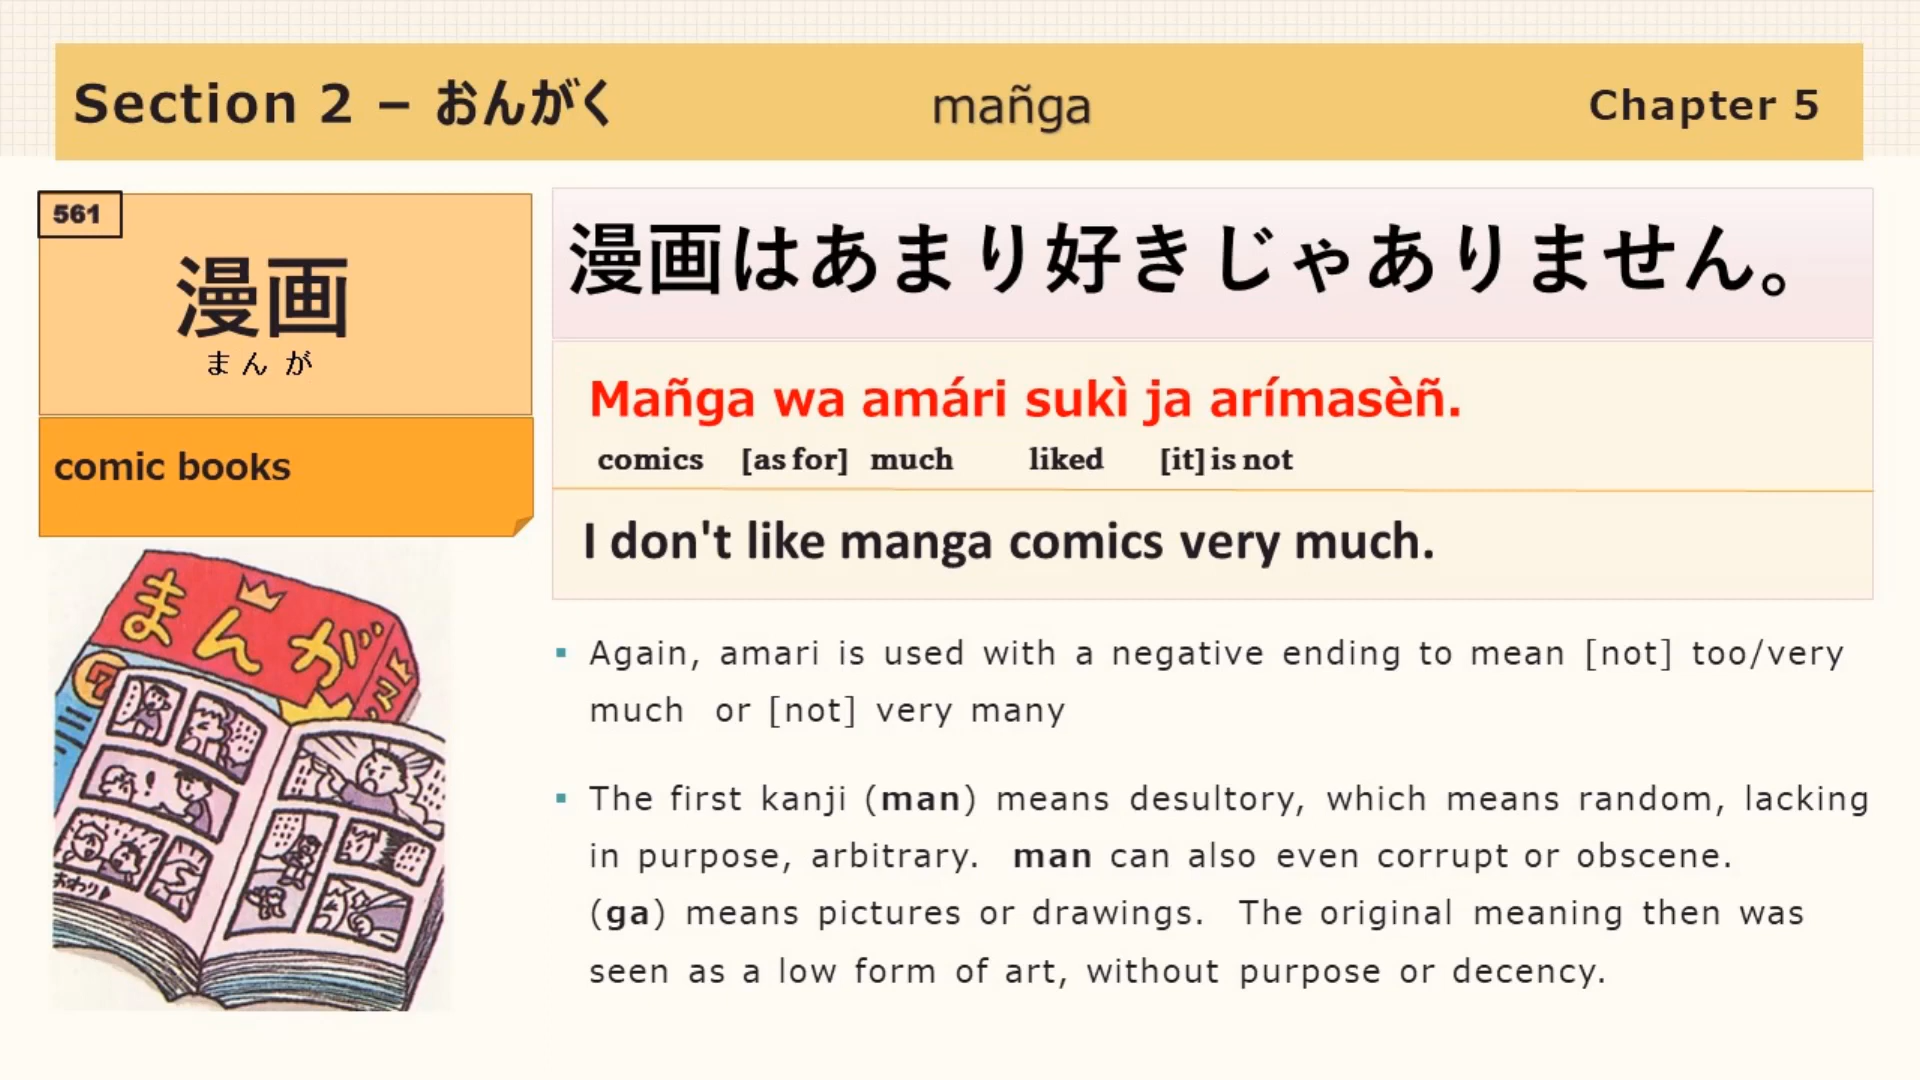 Section 2 – おんがく
mañga
Chapter 5
561
漫画
まんが
comic books
漫画はあまり好きじゃありません。
Mañga wa amári sukì ja arímasèñ.
comics [as for] much liked [it] is not
I don't like manga comics very much.
▪ Again, amari is used with a negative ending to mean [not] too/very
much or [not] very many
▪ The first kanji (man) means desultory, which means random, lacking
in purpose, arbitrary. man can also even corrupt or obscene.
(ga) means pictures or drawings. The original meaning then was
seen as a low form of art, without purpose or decency.
まんが
おわり